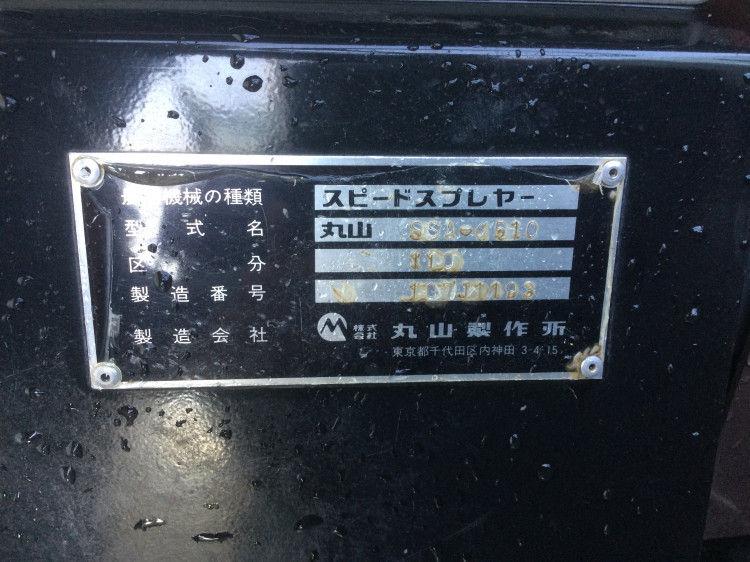 機械の種類 スピードスプレヤー
型式名 丸山
区分
製造番号
製造会社 株式会社 丸山製作所
東京都千代田区内神田 3-4-15